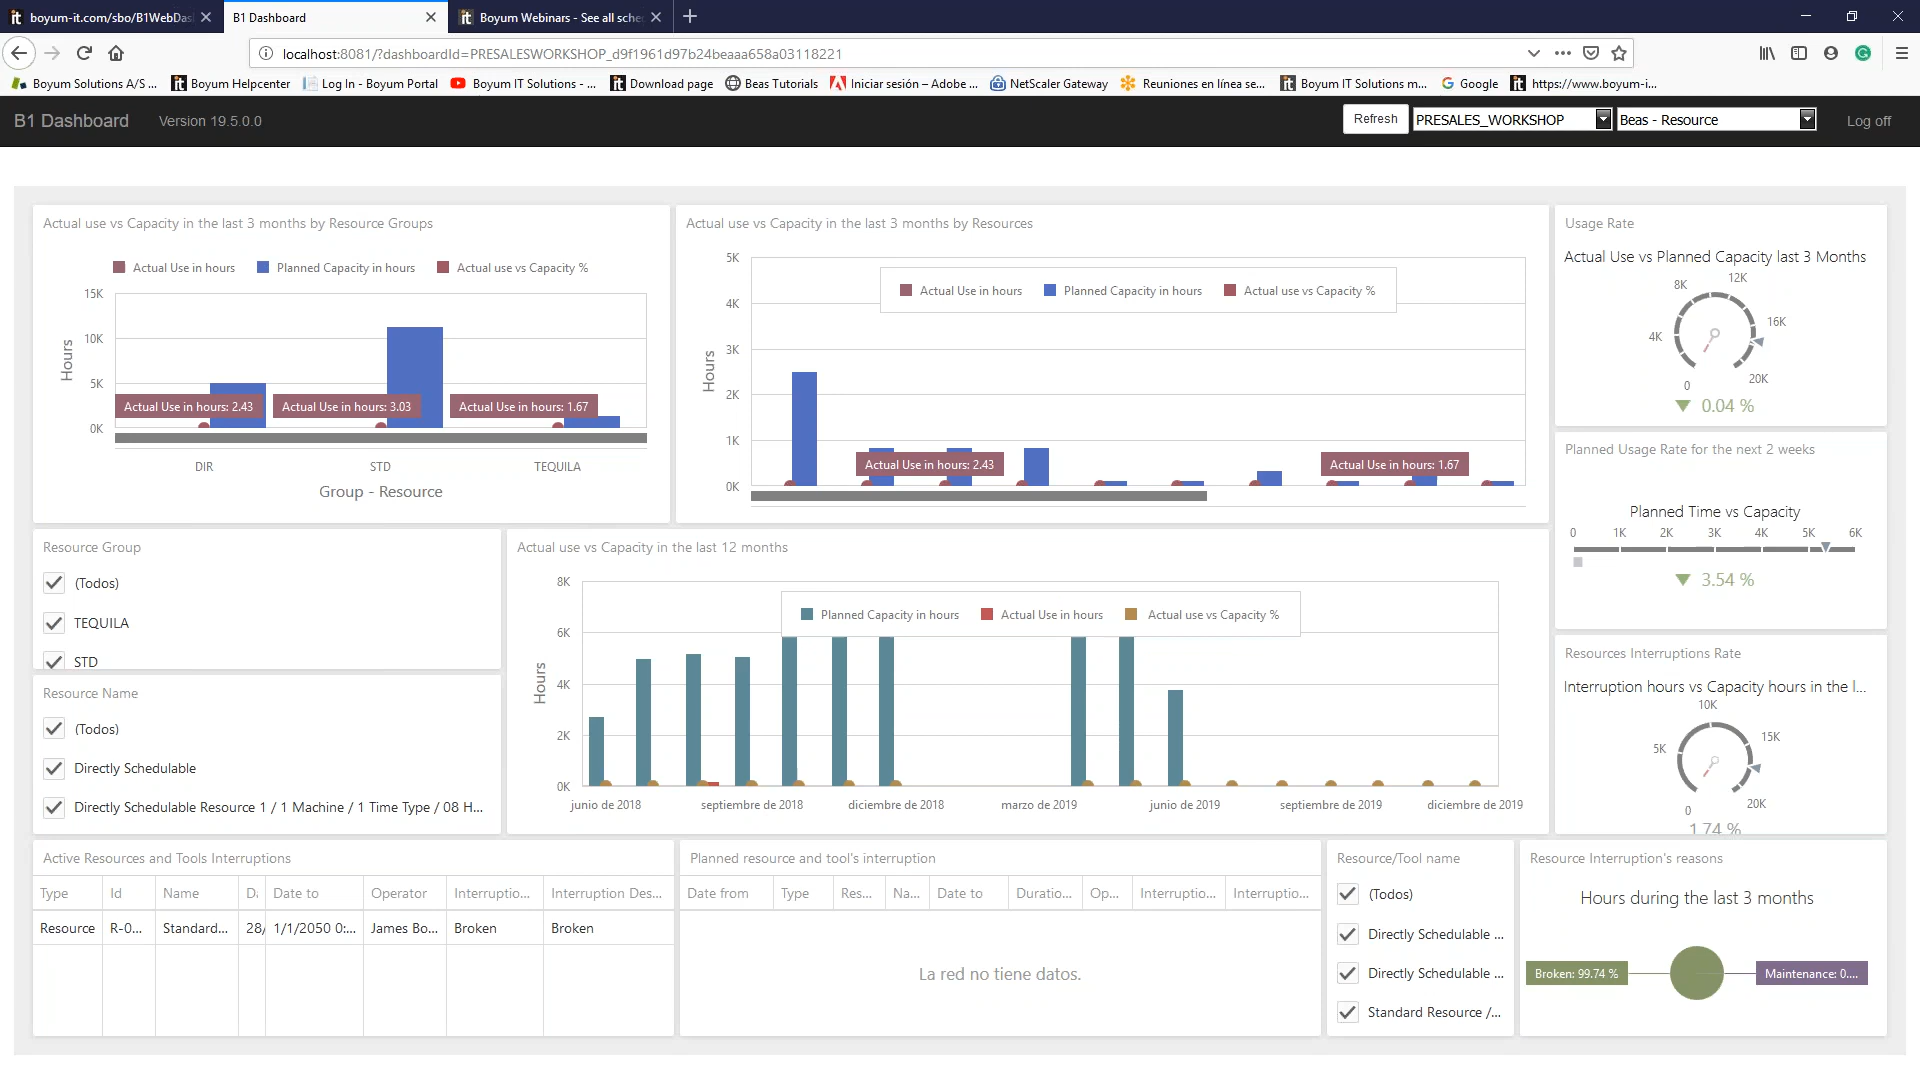 boyum-it.com/sbo/B1WebDas
B1 Dashboard
Boyum Webinars - See all sche
localhost:8081/?dashboardId=PRESALESWORKSHOP_d9f1961d97b24beaaa658a03118221
Boyum Solutions A/S ...
Boyum Helpcenter
Log In - Boyum Portal
Boyum IT Solutions - ...
Download page
Beas Tutorials
Iniciar sesión – Adobe ...
NetScaler Gateway
Reuniones en línea se...
Boyum IT Solutions m...
Google
https://www.boyum-i...
B1 Dashboard
Version 19.5.0.0
Refresh
PRESALES_WORKSHOP
Beas - Resource
Log off
Actual use vs Capacity in the last 3 months by Resource Groups
Actual Use in hours
Planned Capacity in hours
Actual use vs Capacity %
15K
10K
5K
0K
Hours
Actual Use in hours: 2.43
Actual Use in hours: 3.03
Actual Use in hours: 1.67
DIR
STD
TEQUILA
Group - Resource
Actual use vs Capacity in the last 3 months by Resources
5K
4K
3K
2K
1K
0K
Hours
Actual Use in hours
Planned Capacity in hours
Actual use vs Capacity %
Actual Use in hours: 2.43
Actual Use in hours: 1.67
Usage Rate
Actual Use vs Planned Capacity last 3 Months
0
4K
8K
12K
16K
20K
0.04 %
Planned Usage Rate for the next 2 weeks
Planned Time vs Capacity
0
1K
2K
3K
4K
5K
6K
3.54 %
Resource Group
(Todos)
TEQUILA
STD
Resource Name
(Todos)
Directly Schedulable
Directly Schedulable Resource 1 / 1 Machine / 1 Time Type / 08 H...
Actual use vs Capacity in the last 12 months
8K
6K
4K
2K
0K
Hours
Planned Capacity in hours
Actual Use in hours
Actual use vs Capacity %
junio de 2018
septiembre de 2018
diciembre de 2018
marzo de 2019
junio de 2019
septiembre de 2019
diciembre de 2019
Resources Interruptions Rate
Interruption hours vs Capacity hours in the l...
0
5K
10K
15K
20K
1.74 %
Active Resources and Tools Interruptions
Type Id Name Da Date to Operator Interruptio... Interruption Des...
Resource R-0... Standard... 28/ 1/1/2050 0:... James Bo... Broken Broken
Planned resource and tool's interruption
Date from Type Res... Na... Date to Duratio... Op... Interruptio... Interruptio...
La red no tiene datos.
Resource/Tool name
(Todos)
Directly Schedulable ...
Directly Schedulable ...
Standard Resource /...
Resource Interruption's reasons
Hours during the last 3 months
Broken: 99.74 %
Maintenance: 0....